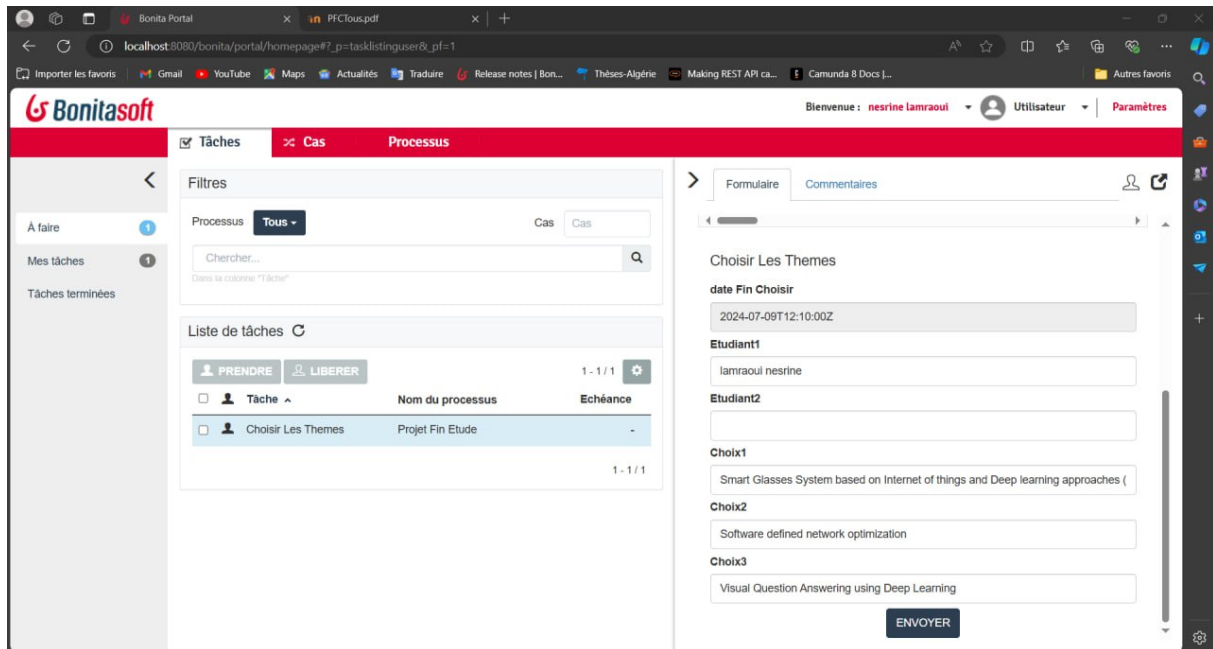 Bonita Portal
PFCTous.pdf
localhost:8080/bonita/portal/homepage#?_p=tasklistinguser&_pf=1
Importer les favoris Gmail YouTube Maps Actualités Traduire Release notes | Bon... Thèses-Algérie Making REST API ca... Camunda 8 Docs |... Autres favoris
Bonitasoft
Bienvenue : nesrine lamraoui Utilisateur Paramètres
Tâches Cas Processus
À faire 1
Mes tâches 1
Tâches terminées
Filtres
Processus Tous Cas Cas
Chercher...
Dans la colonne "Tâche"
Liste de tâches
PRENDRE LIBERER 1 - 1 / 1
Tâche Nom du processus Echéance
Choisir Les Themes Projet Fin Etude -
1 - 1 / 1
Formulaire Commentaires
Choisir Les Themes
date Fin Choisir
2024-07-09T12:10:00Z
Etudiant1
lamraoui nesrine
Etudiant2
Choix1
Smart Glasses System based on Internet of things and Deep learning approaches (
Choix2
Software defined network optimization
Choix3
Visual Question Answering using Deep Learning
ENVOYER